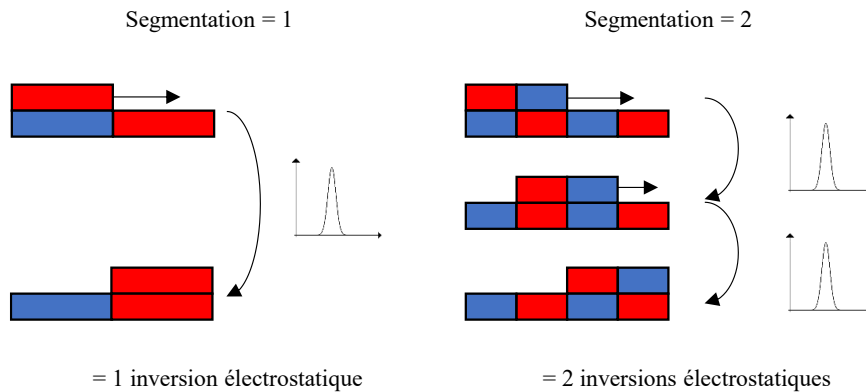 Segmentation = 1
Segmentation = 2
= 1 inversion électrostatique
= 2 inversions électrostatiques